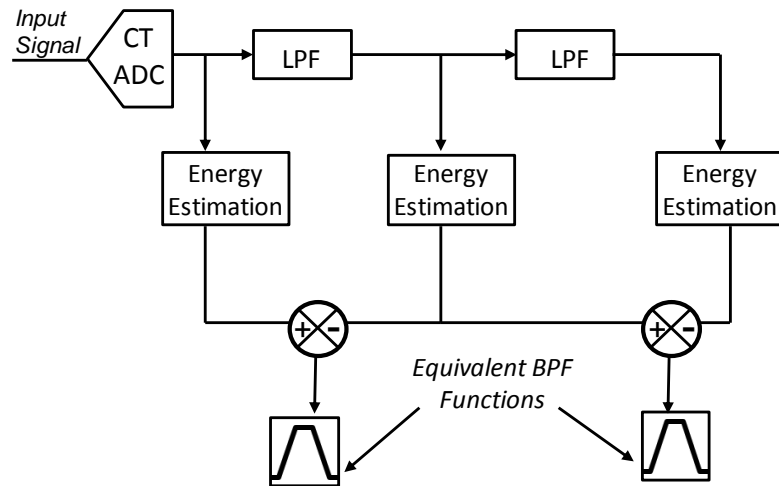 Input
Signal
CT
ADC
LPF
LPF
Energy
Estimation
Energy
Estimation
Energy
Estimation
+ -
+ -
Equivalent BPF
Functions